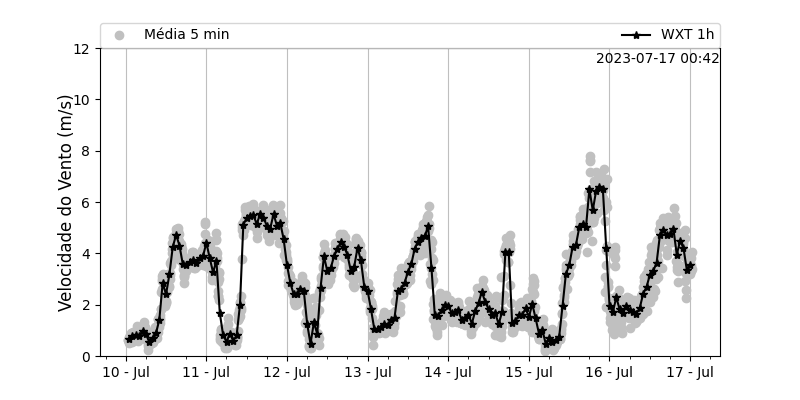 Média 5 min
WXT 1h
2023-07-17 00:42
Velocidade do Vento (m/s)
12
10
8
6
4
2
0
10 - Jul
11 - Jul
12 - Jul
13 - Jul
14 - Jul
15 - Jul
16 - Jul
17 - Jul